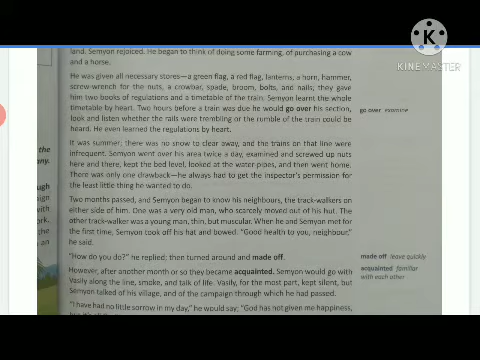 land. Semyon rejoiced. He began to think of doing some farming, of purchasing a cow
and a horse.
He was given all necessary stores—a green flag, a red flag, lanterns, a horn, hammer,
screw-wrench for the nuts, a crowbar, spade, broom, bolts, and nails; they gave
him two books of regulations and a timetable of the train. Semyon learnt the whole
timetable by heart. Two hours before a train was due he would go over his section,
look and listen whether the rails were trembling or the rumble of the train could be
heard. He even learned the regulations by heart.
It was summer; there was no snow to clear away, and the trains on that line were
infrequent. Semyon went over his area twice a day, examined and screwed up nuts
here and there, kept the bed level, looked at the water-pipes, and then went home.
There was only one drawback—he always had to get the inspector's permission for
the least little thing he wanted to do.
Two months passed, and Semyon began to know his neighbours, the track-walkers on
either side of him. One was a very old man, who scarcely moved out of his hut. The
other track-walker was a young man, thin, but muscular. When he and Semyon met for
the first time, Semyon took off his hat and bowed. "Good health to you, neighbour,"
he said.
"How do you do?" he replied; then turned around and made off.
However, after another month or so they became acquainted. Semyon would go with
Vasily along the line, smoke and talk of life. Vasily, for the most part, kept silent, but
Semyon talked of his village, and of the campaign through which he had passed.
"I have had no little sorrow in my day," he would say; "God has not given me happiness,
go over examine
made off leave quickly
acquainted familiar
with each other
the
any.
ough
aign
with
ork.
the
an
K
KINEMASTER